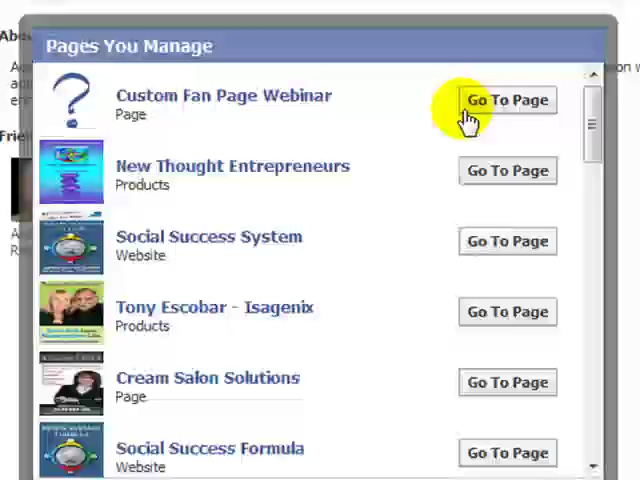 Pages You Manage
Custom Fan Page Webinar
Page
Go To Page
New Thought Entrepreneurs
Products
Go To Page
Social Success System
Website
Go To Page
Tony Escobar - Isagenix
Products
Go To Page
Cream Salon Solutions
Page
Go To Page
Social Success Formula
Website
Go To Page